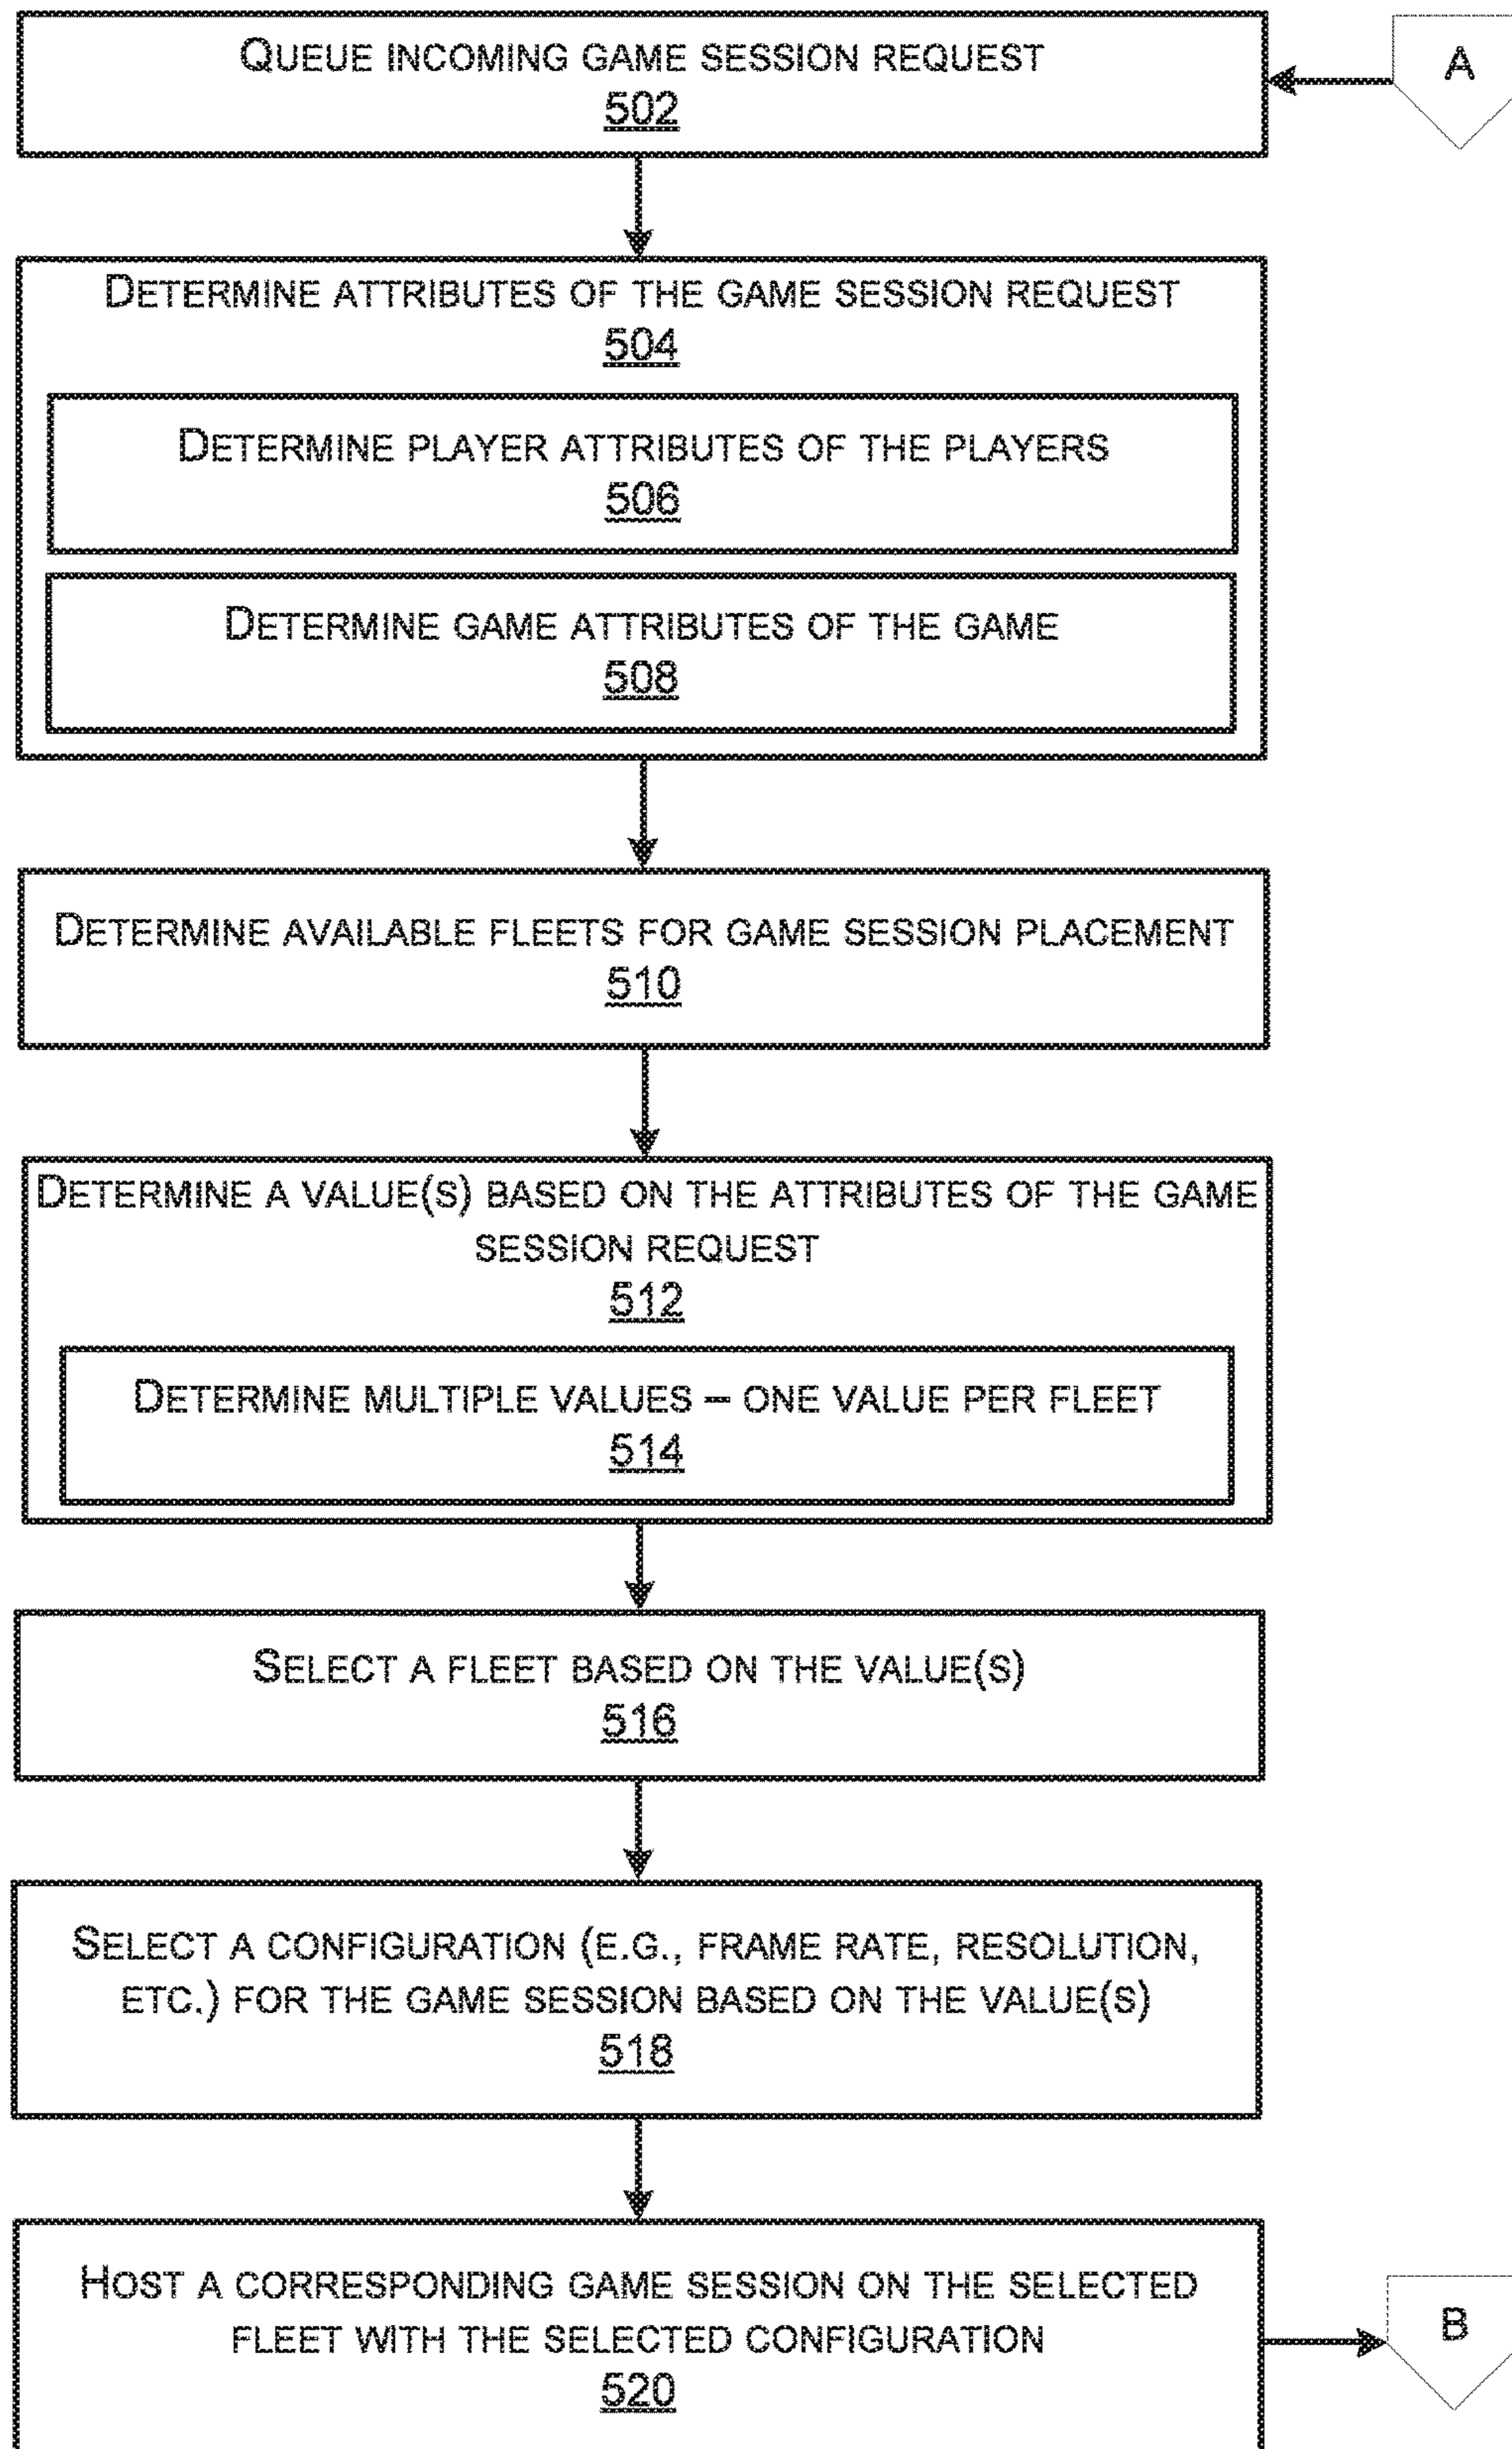 QUEUE INCOMING GAME SESSION REQUEST
502
A
DETERMINE ATTRIBUTES OF THE GAME SESSION REQUEST
504
DETERMINE PLAYER ATTRIBUTES OF THE PLAYERS
506
DETERMINE GAME ATTRIBUTES OF THE GAME
508
DETERMINE AVAILABLE FLEETS FOR GAME SESSION PLACEMENT
510
DETERMINE A VALUE(S) BASED ON THE ATTRIBUTES OF THE GAME
SESSION REQUEST
512
DETERMINE MULTIPLE VALUES – ONE VALUE PER FLEET
514
SELECT A FLEET BASED ON THE VALUE(S)
516
SELECT A CONFIGURATION (E.G., FRAME RATE, RESOLUTION,
ETC.) FOR THE GAME SESSION BASED ON THE VALUE(S)
518
HOST A CORRESPONDING GAME SESSION ON THE SELECTED
FLEET WITH THE SELECTED CONFIGURATION
520
B